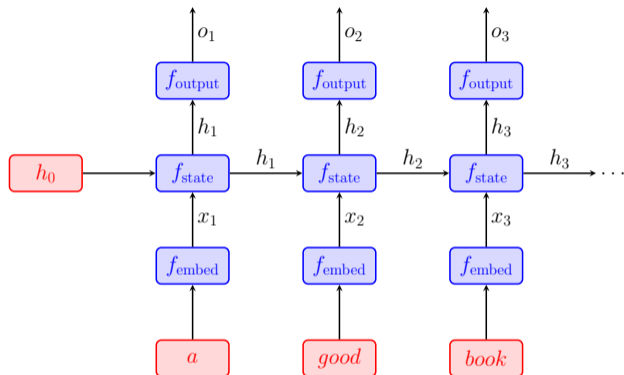 o₁ o₂ o₃
f_output f_output f_output
h₁ h₂ h₃
h₀ f_state h₁ f_state h₂ f_state h₃ ⋯
x₁ x₂ x₃
f_embed f_embed f_embed
a good book